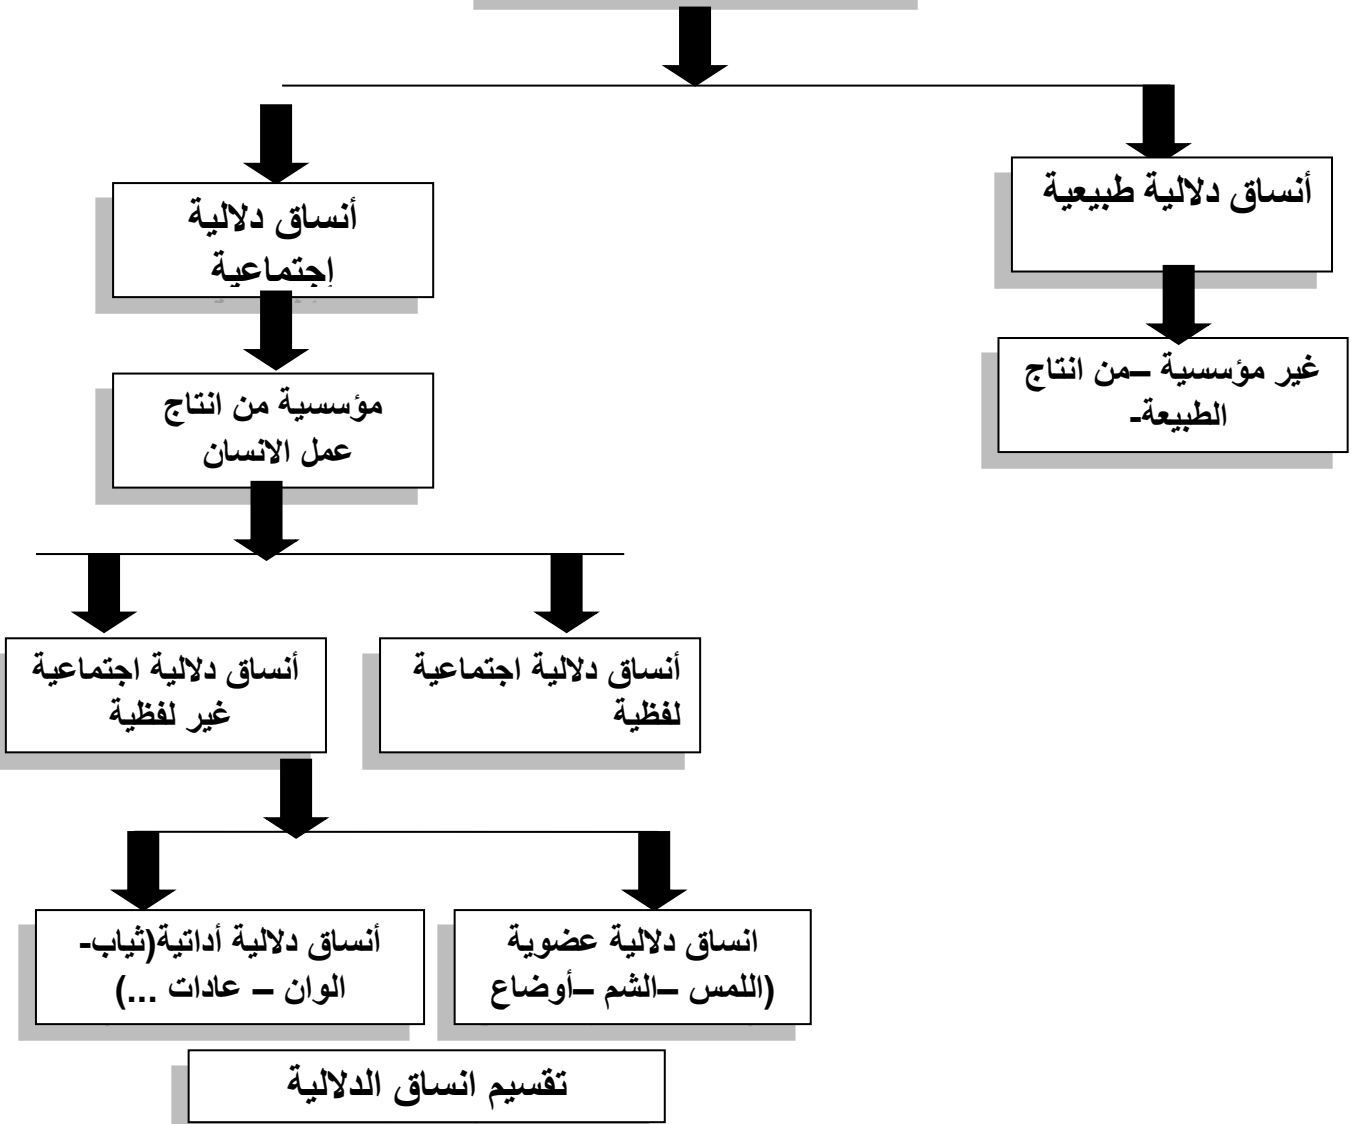 أنساق دلالية طبيعية
أنساق دلالية
إجتماعية
غير مؤسسية –من انتاج
الطبيعة-
مؤسسية من انتاج
عمل الانسان
أنساق دلالية اجتماعية
لفظية
أنساق دلالية اجتماعية
غير لفظية
انساق دلالية عضوية
(اللمس –الشم –أوضاع
أنساق دلالية أداتية(ثياب-
الوان – عادات ...)
تقسيم انساق الدلالية